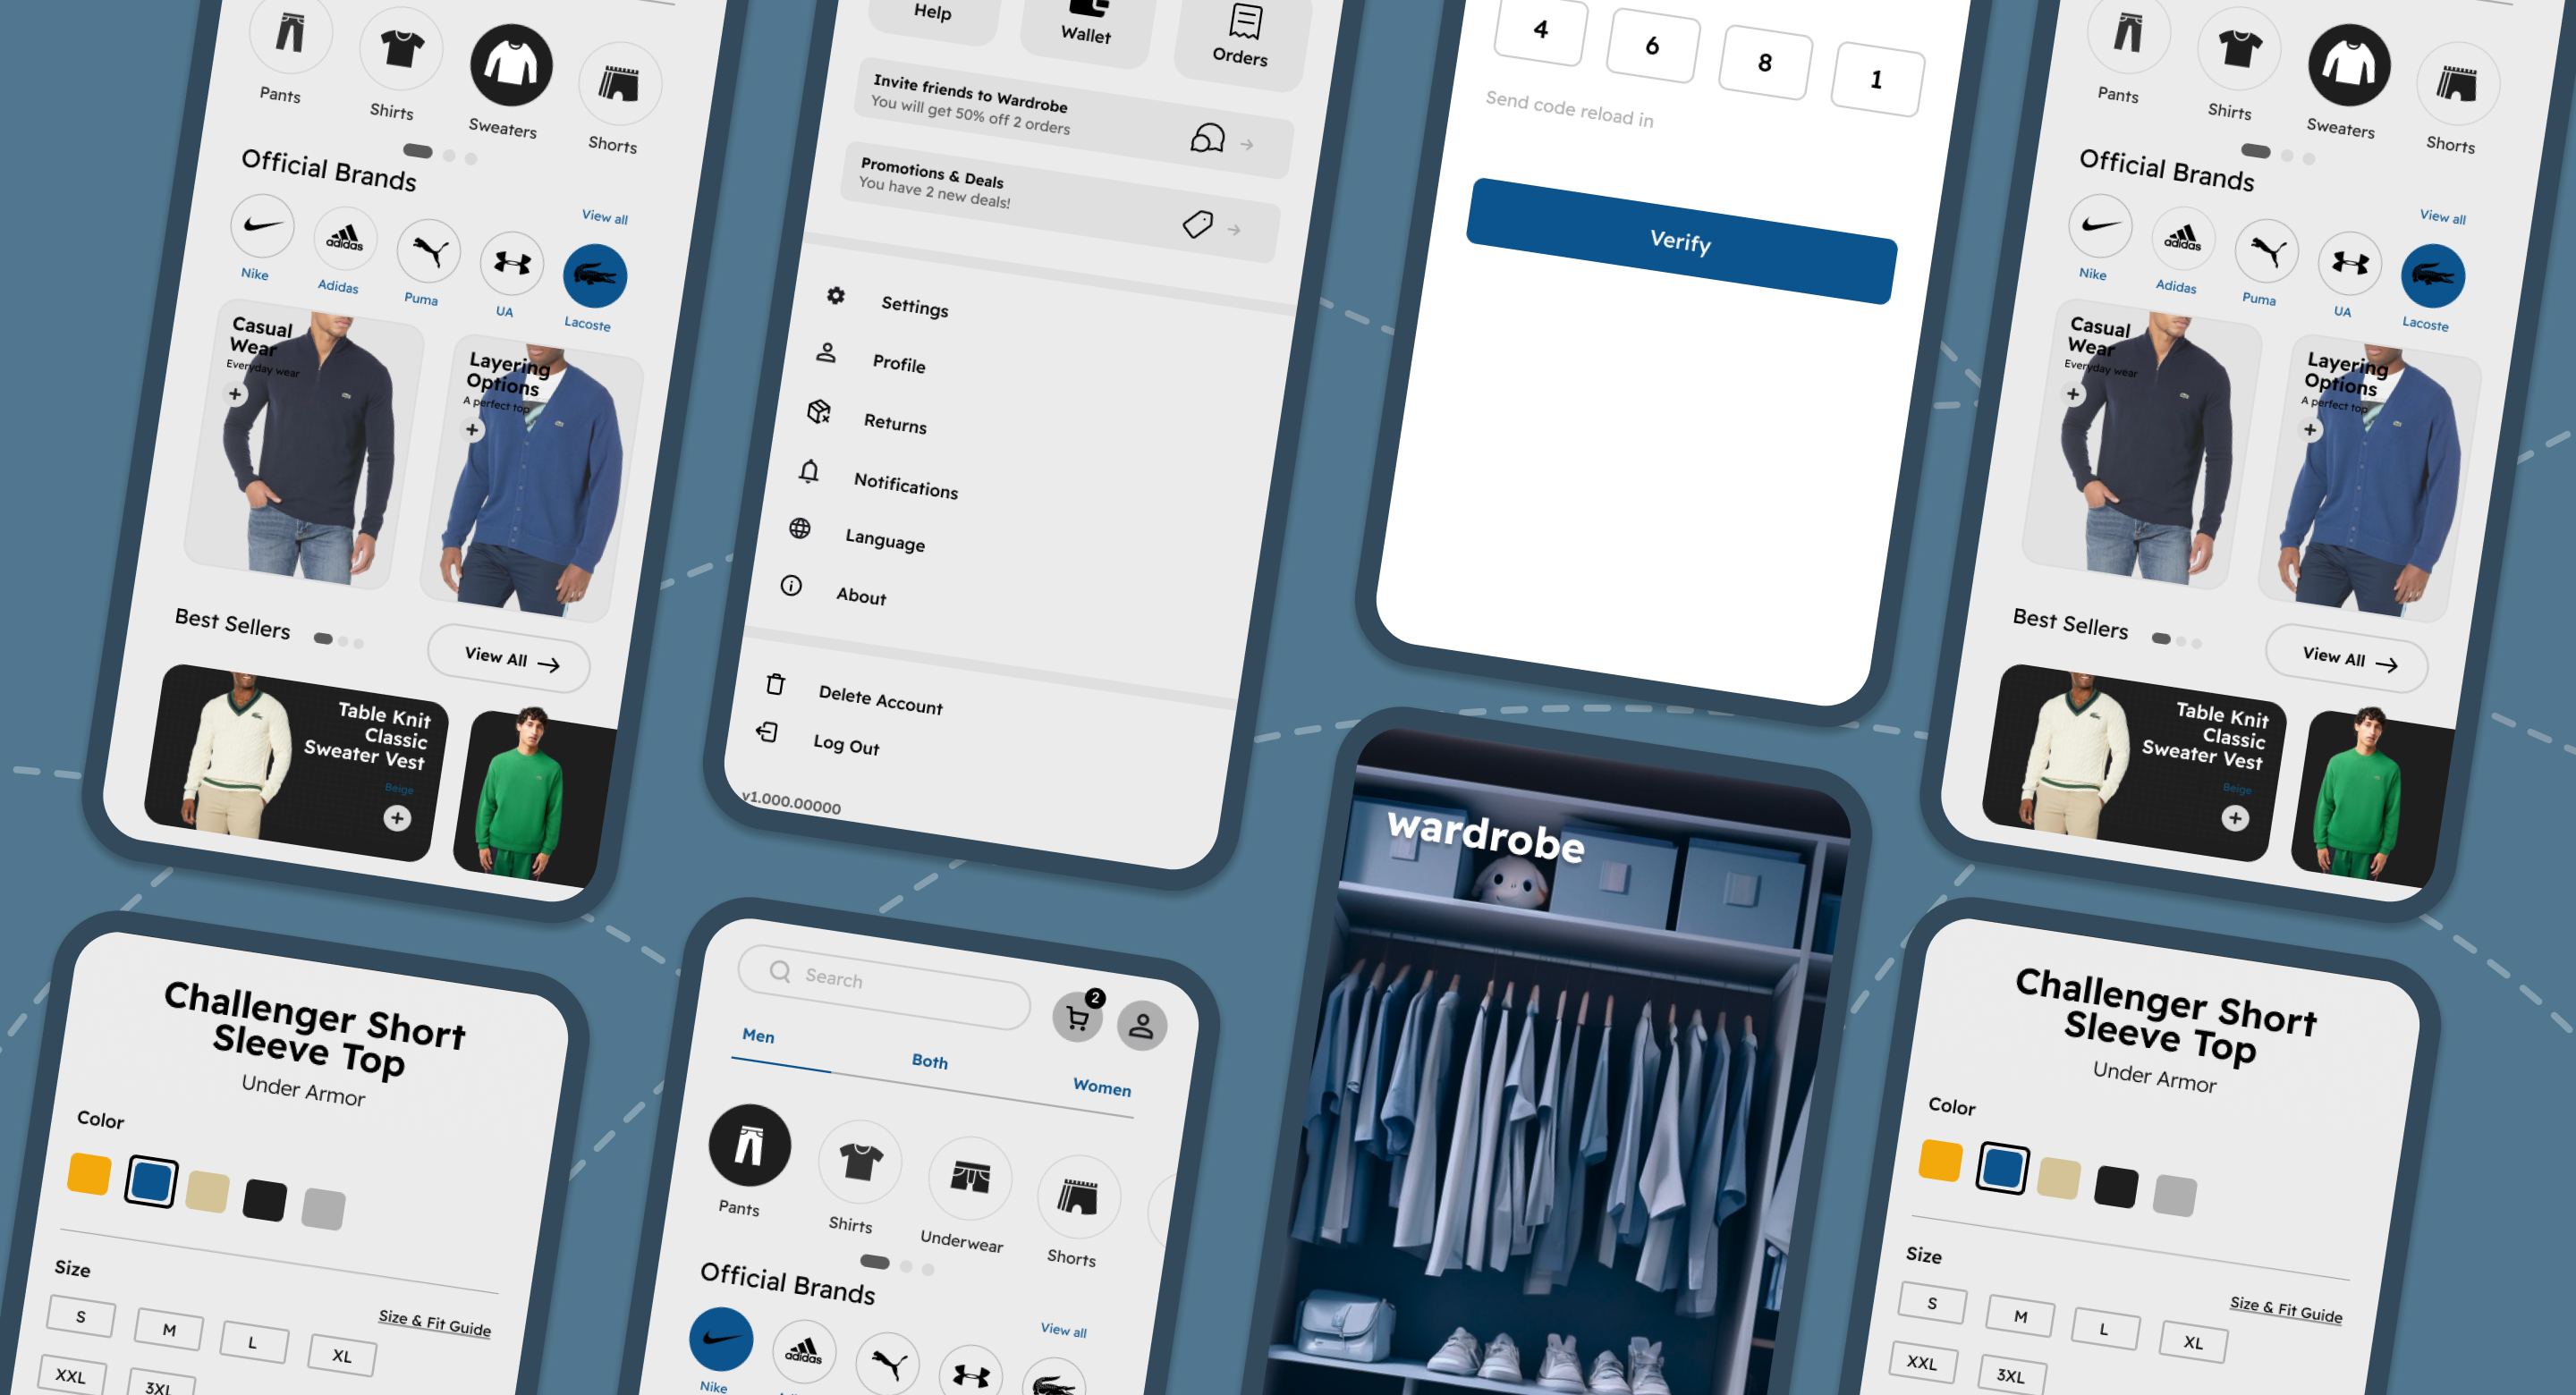 Pants
Shirts
Sweaters
Shorts
Official Brands
View all
adidas
Nike
Adidas
Puma
UA
Lacoste
Casual
Wear
Everyday wear
Layering
Options
A perfect top
Best Sellers
View All
Table Knit
Classic
Sweater Vest
Beige
Help
Wallet
Orders
Invite friends to Wardrobe
You will get 50% off 2 orders
Promotions & Deals
You have 2 new deals!
Settings
Profile
Returns
Notifications
Language
About
Delete Account
Log Out
v1.000.00000
4 6 8 1
Send code reload in
Verify
Pants
Shirts
Sweaters
Shorts
Official Brands
View all
adidas
Nike
Adidas
Puma
UA
Lacoste
Casual
Wear
Everyday wear
Layering
Options
A perfect top
Best Sellers
View All
Table Knit
Classic
Sweater Vest
Beige
Challenger Short
Sleeve Top
Under Armor
Color
Size
Size & Fit Guide
S M L XL
XXL 3XL
Search
2
Men Both Women
Pants
Shirts
Underwear
Shorts
Official Brands
View all
adidas
Nike
wardrobe
Challenger Short
Sleeve Top
Under Armor
Color
Size
Size & Fit Guide
S M L XL
XXL 3XL